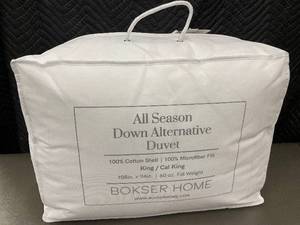 All Season
Down Alternative
Duvet
100% Cotton Shell | 100% Microfiber Fill
King / Cal King
BOKSER HOME